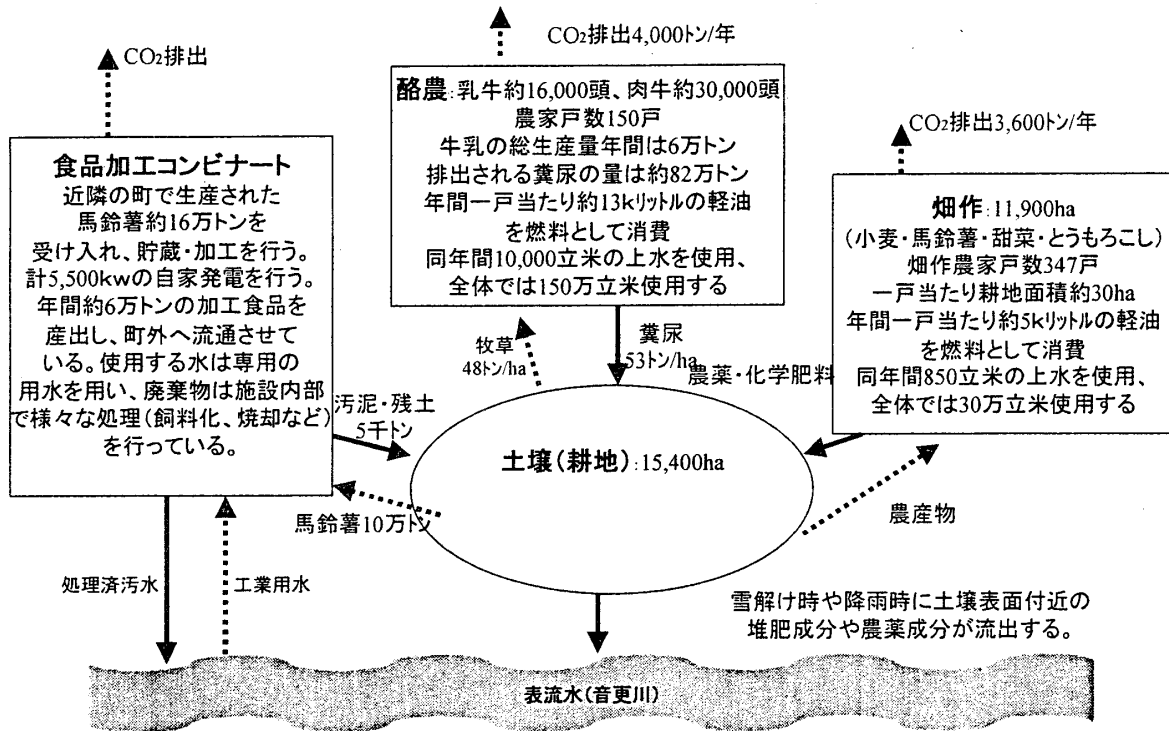 CO2排出
CO2排出4,000トン/年
CO2排出3,600トン/年
食品加工コンビナート
近隣の町で生産された
馬鈴薯約16万トンを
受け入れ、貯蔵・加工を行う。
計5,500kwの自家発電を行う。
年間約6万トンの加工食品を
産出し、町外へ流通させて
いる。使用する水は専用の
用水を用い、廃棄物は施設内部
で様々な処理(飼料化、焼却など)
を行っている。
酪農:乳牛約16,000頭、肉牛約30,000頭
農家戸数150戸
牛乳の総生産量年間は6万トン
排出される糞尿の量は約82万トン
年間一戸当たり約13kリットルの軽油
を燃料として消費
同年間10,000立米の上水を使用、
全体では150万立米使用する
畑作:11,900ha
(小麦・馬鈴薯・甜菜・とうもろこし)
畑作農家戸数347戸
一戸当たり耕地面積約30ha
年間一戸当たり約5kリットルの軽油
を燃料として消費
同年間850立米の上水を使用、
全体では30万立米使用する
牧草
48トン/ha
糞尿
53トン/ha
農薬・化学肥料
汚泥・残土
5千トン
土壌(耕地):15,400ha
馬鈴薯10万トン
農産物
処理済汚水
工業用水
雪解け時や降雨時に土壌表面付近の
堆肥成分や農薬成分が流出する。
表流水(音更川)